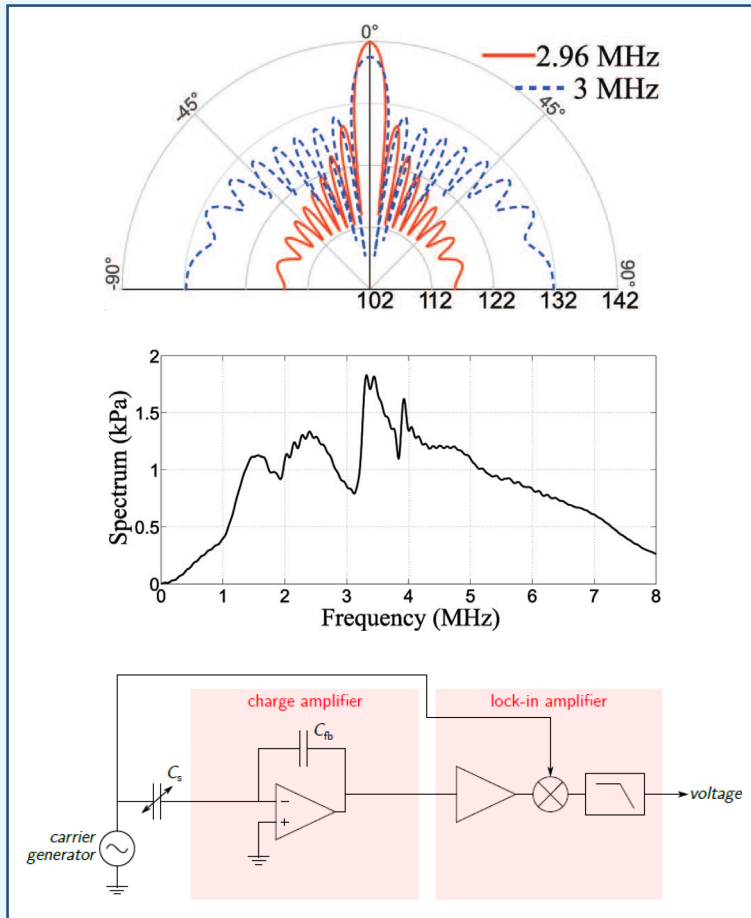 0°
2.96 MHz
3 MHz
-45°
45°
-90°
90°
102 112 122 132 142
2
1.5
1
0.5
0
Spectrum (kPa)
0 1 2 3 4 5 6 7 8
Frequency (MHz)
charge amplifier
lock-in amplifier
Cfb
Cs
−
+
voltage
carrier
generator